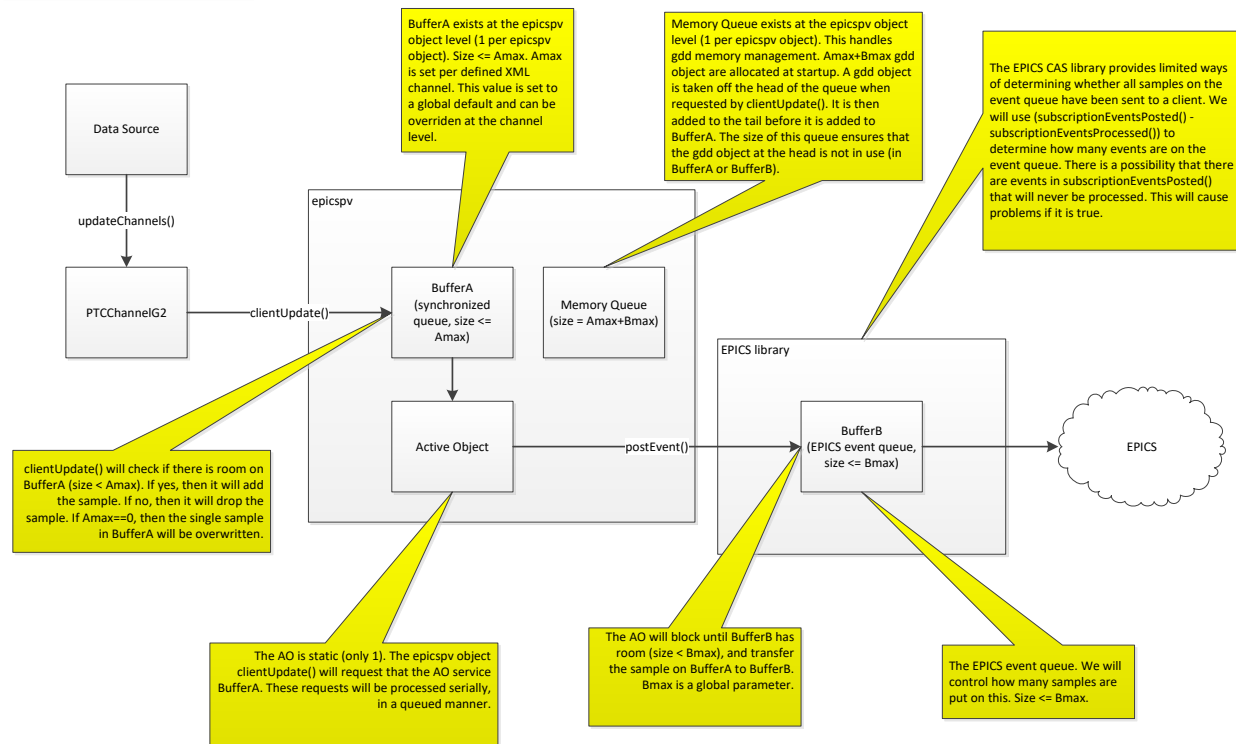 BufferA exists at the epicspv
object level (1 per epicspv
object). Size <= Amax. Amax
is set per defined XML
channel. This value is set to
a global default and can be
overriden at the channel
level.
Memory Queue exists at the epicspv object
level (1 per epicspv object). This handles
gdd memory management. Amax+Bmax gdd
object are allocated at startup. A gdd object
is taken off the head of the queue when
requested by clientUpdate(). It is then
added to the tail before it is added to
BufferA. The size of this queue ensures that
the gdd object at the head is not in use (in
BufferA or BufferB).
The EPICS CAS library provides limited ways
of determining whether all samples on the
event queue have been sent to a client. We
will use (subscriptionEventsPosted() -
subscriptionEventsProcessed()) to
determine how many events are on the
event queue. There is a possibility that there
are events in subscriptionEventsPosted()
that will never be processed. This will cause
problems if it is true.
Data Source
updateChannels()
PTCChannelG2
clientUpdate()
epicspv
BufferA
(synchronized
queue, size <=
Amax)
Memory Queue
(size = Amax+Bmax)
Active Object
postEvent()
EPICS library
BufferB
(EPICS event queue,
size <= Bmax)
EPICS
clientUpdate() will check if there is room on
BufferA (size < Amax). If yes, then it will add
the sample. If no, then it will drop the
sample. If Amax==0, then the single sample
in BufferA will be overwritten.
The AO is static (only 1). The epicspv object
clientUpdate() will request that the AO service
BufferA. These requests will be processed serially,
in a queued manner.
The AO will block until BufferB has
room (size < Bmax), and transfer
the sample on BufferA to BufferB.
Bmax is a global parameter.
The EPICS event queue. We will
control how many samples are
put on this. Size <= Bmax.